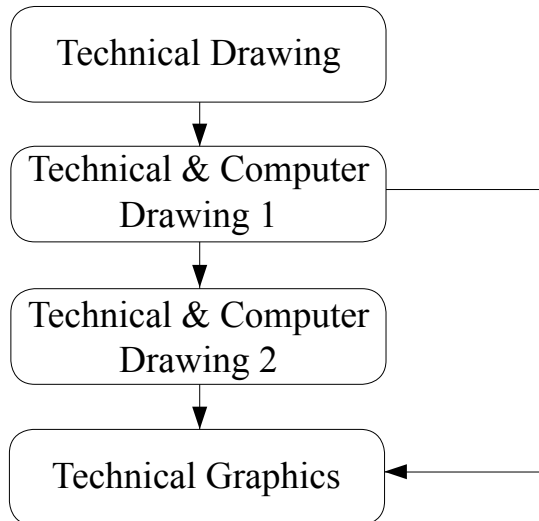 Technical Drawing
Technical & Computer
Drawing 1
Technical & Computer
Drawing 2
Technical Graphics